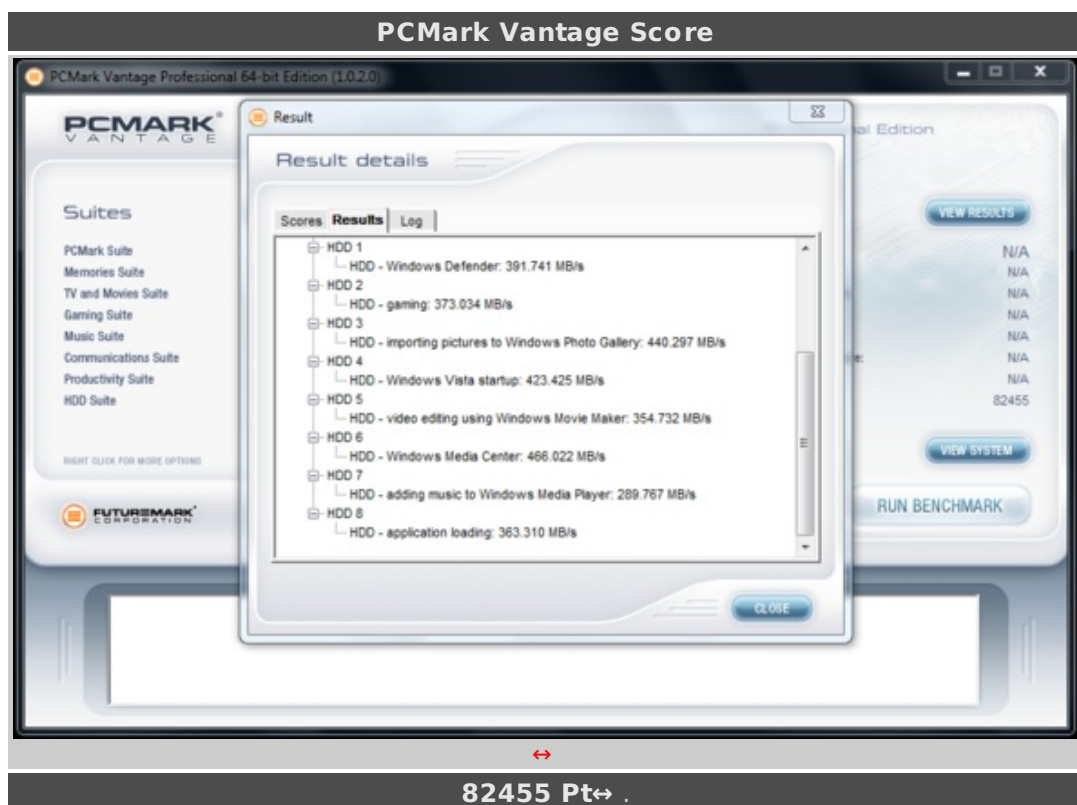 PCMark Vantage Score
PCMark Vantage Professional 64-bit Edition (1.0.2.0)
PCMARK
VANTAGE
Result
al Edition
Result details
Suites
VIEW RESULTS
Scores Results Log
PCMark Suite N/A
Memories Suite N/A
TV and Movies Suite N/A
Gaming Suite N/A
Music Suite N/A
Communications Suite e: N/A
Productivity Suite N/A
HDD Suite 82455
HDD 1
HDD - Windows Defender: 391.741 MB/s
HDD 2
HDD - gaming: 373.034 MB/s
HDD 3
HDD - importing pictures to Windows Photo Gallery: 440.297 MB/s
HDD 4
HDD - Windows Vista startup: 423.425 MB/s
HDD 5
HDD - video editing using Windows Movie Maker: 354.732 MB/s
HDD 6
HDD - Windows Media Center: 466.022 MB/s
HDD 7
HDD - adding music to Windows Media Player: 289.767 MB/s
HDD 8
HDD - application loading: 363.310 MB/s
RIGHT CLICK FOR MORE OPTIONS
VIEW SYSTEM
FUTUREMARK
CORPORATION
RUN BENCHMARK
CLOSE
↔
82455 Pt↔ .